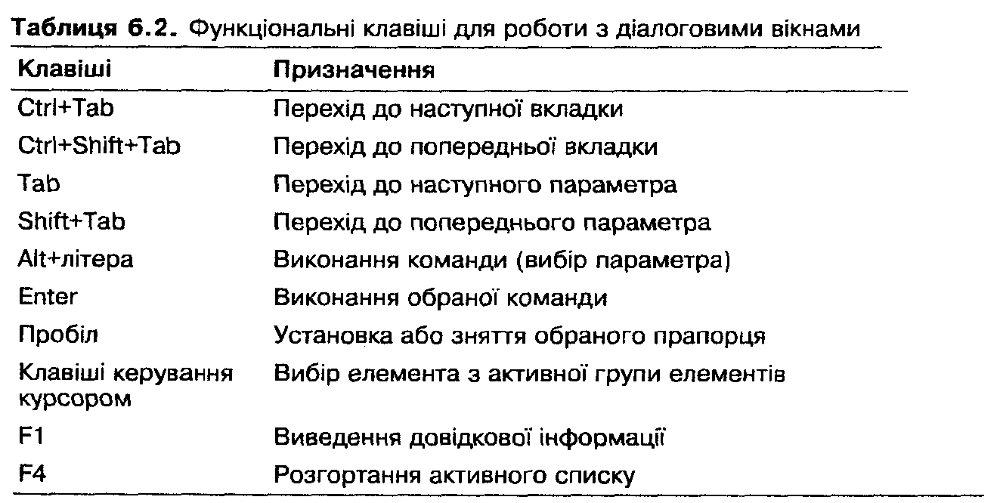 Таблиця 6.2. Функціональні клавіші для роботи з діалоговими вікнами
Клавіші Призначення
Ctrl+Tab Перехід до наступної вкладки
Ctrl+Shift+Tab Перехід до попередньої вкладки
Tab Перехід до наступного параметра
Shift+Tab Перехід до попереднього параметра
Alt+літера Виконання команди (вибір параметра)
Enter Виконання обраної команди
Пробіл Установка або зняття обраного прапорця
Клавіші керування Вибір елемента з активної групи елементів
курсором
F1 Виведення довідкової інформації
F4 Розгортання активного списку